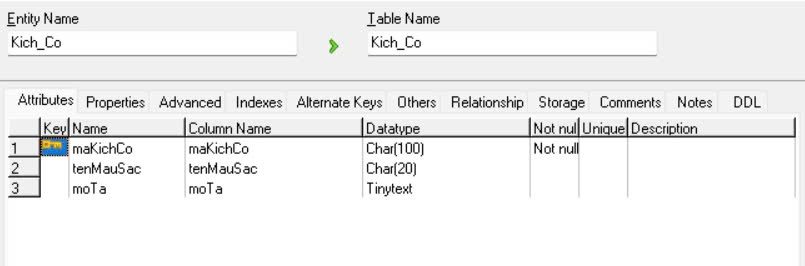 Entity Name Table Name
Kich_Co Kich_Co
Attributes Properties Advanced Indexes Alternate Keys Others Relationship Storage Comments Notes DDL
Key Name Column Name Datatype Not nul Unique Description
1 maKichCo maKichCo Char(100) Not null
2 tenMauSac tenMauSac Char(20)
3 moTa moTa Tinytext